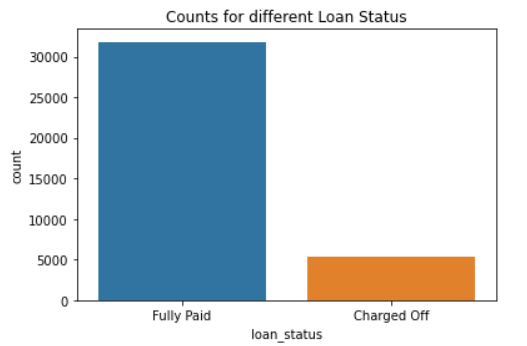 Counts for different Loan Status
30000
25000
20000
15000
10000
5000
0
count
Fully Paid Charged Off
loan_status